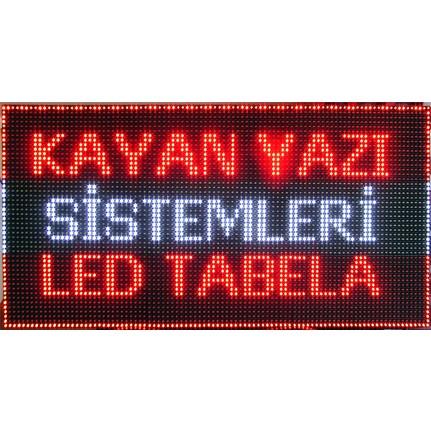 KAYAN YAZI
SİSTEMLERİ
LED TABELA